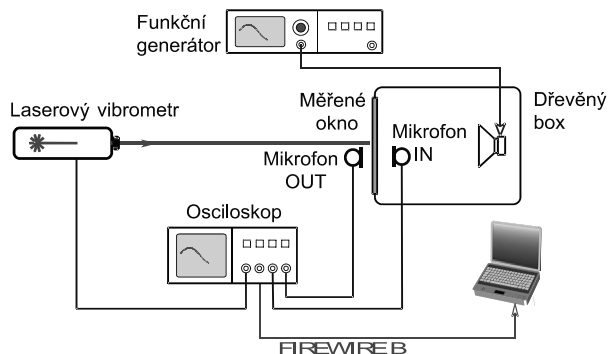 Funkční
generátor
Laserový vibrometr
Měřené
okno
Dřevěný
box
Mikrofon
IN
Mikrofon
OUT
Osciloskop
FIREWIRE B